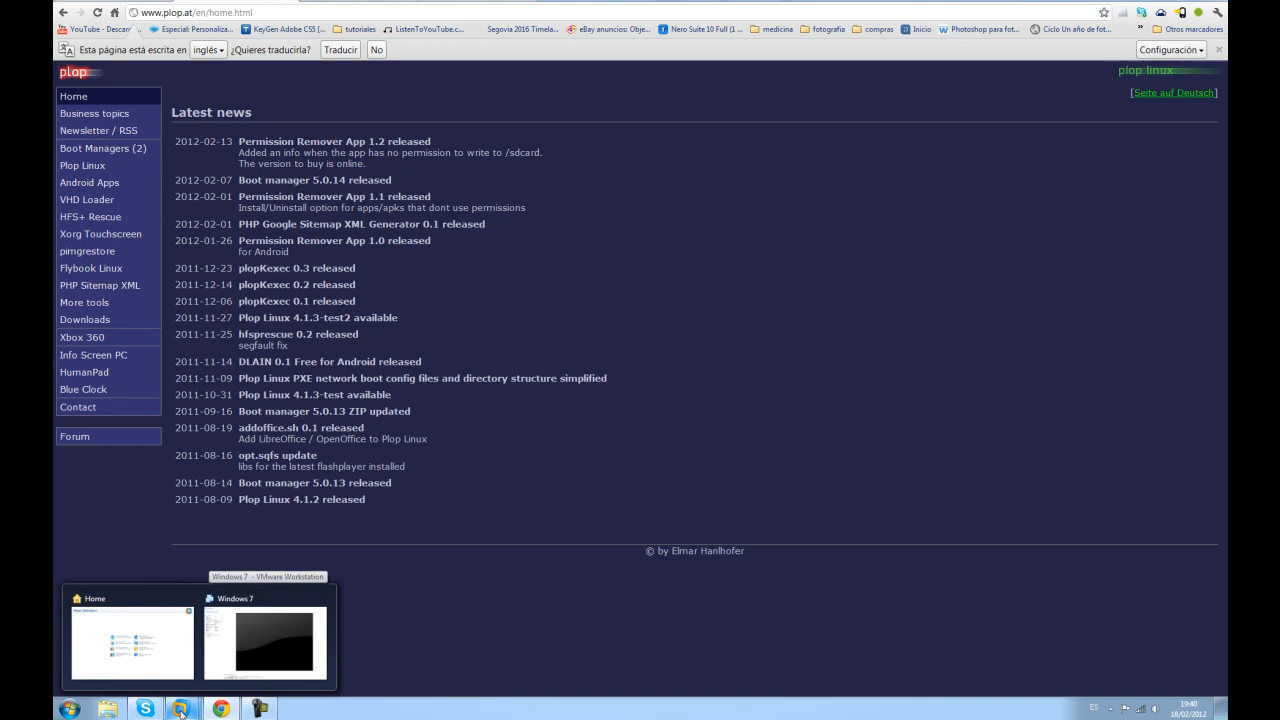 www.plop.at/en/home.html
YouTube - Descar
Especial: Personaliza...
KeyGen Adobe CS5 [...
tutoriales
ListenToYouTube.c...
Segovia 2016 Timela...
eBay anuncios: Obje...
Nero Suite 10 Full (1 ...
medicina
fotografia
compras
Inicio
Photoshop para fot...
Ciclo Un año de fot...
»
Otros marcadores
Esta página está escrita en
inglés
¿Quieres traducirla?
Traducir
No
Configuración
plop
plop linux
[Seite auf Deutsch]
Home
Business topics
Newsletter / RSS
Boot Managers (2)
Plop Linux
Android Apps
VHD Loader
HFS+ Rescue
Xorg Touchscreen
pimgrestore
Flybook Linux
PHP Sitemap XML
More tools
Downloads
Xbox 360
Info Screen PC
HumanPad
Blue Clock
Contact
Forum
Latest news
2012-02-13 Permission Remover App 1.2 released
Added an info when the app has no permission to write to /sdcard.
The version to buy is online.
2012-02-07 Boot manager 5.0.14 released
2012-02-01 Permission Remover App 1.1 released
Install/Uninstall option for apps/apks that dont use permissions
2012-02-01 PHP Google Sitemap XML Generator 0.1 released
2012-01-26 Permission Remover App 1.0 released
for Android
2011-12-23 plopKexec 0.3 released
2011-12-14 plopKexec 0.2 released
2011-12-06 plopKexec 0.1 released
2011-11-27 Plop Linux 4.1.3-test2 available
2011-11-25 hfsprescue 0.2 released
segfault fix
2011-11-14 DLAIN 0.1 Free for Android released
2011-11-09 Plop Linux PXE network boot config files and directory structure simplified
2011-10-31 Plop Linux 4.1.3-test available
2011-09-16 Boot manager 5.0.13 ZIP updated
2011-08-19 addoffice.sh 0.1 released
Add LibreOffice / OpenOffice to Plop Linux
2011-08-16 opt.sqfs update
libs for the latest flashplayer installed
2011-08-14 Boot manager 5.0.13 released
2011-08-09 Plop Linux 4.1.2 released
© by Elmar Hanlhofer
Windows 7 - VMware Workstation
Home
Windows 7
ES
19:40
18/02/2012